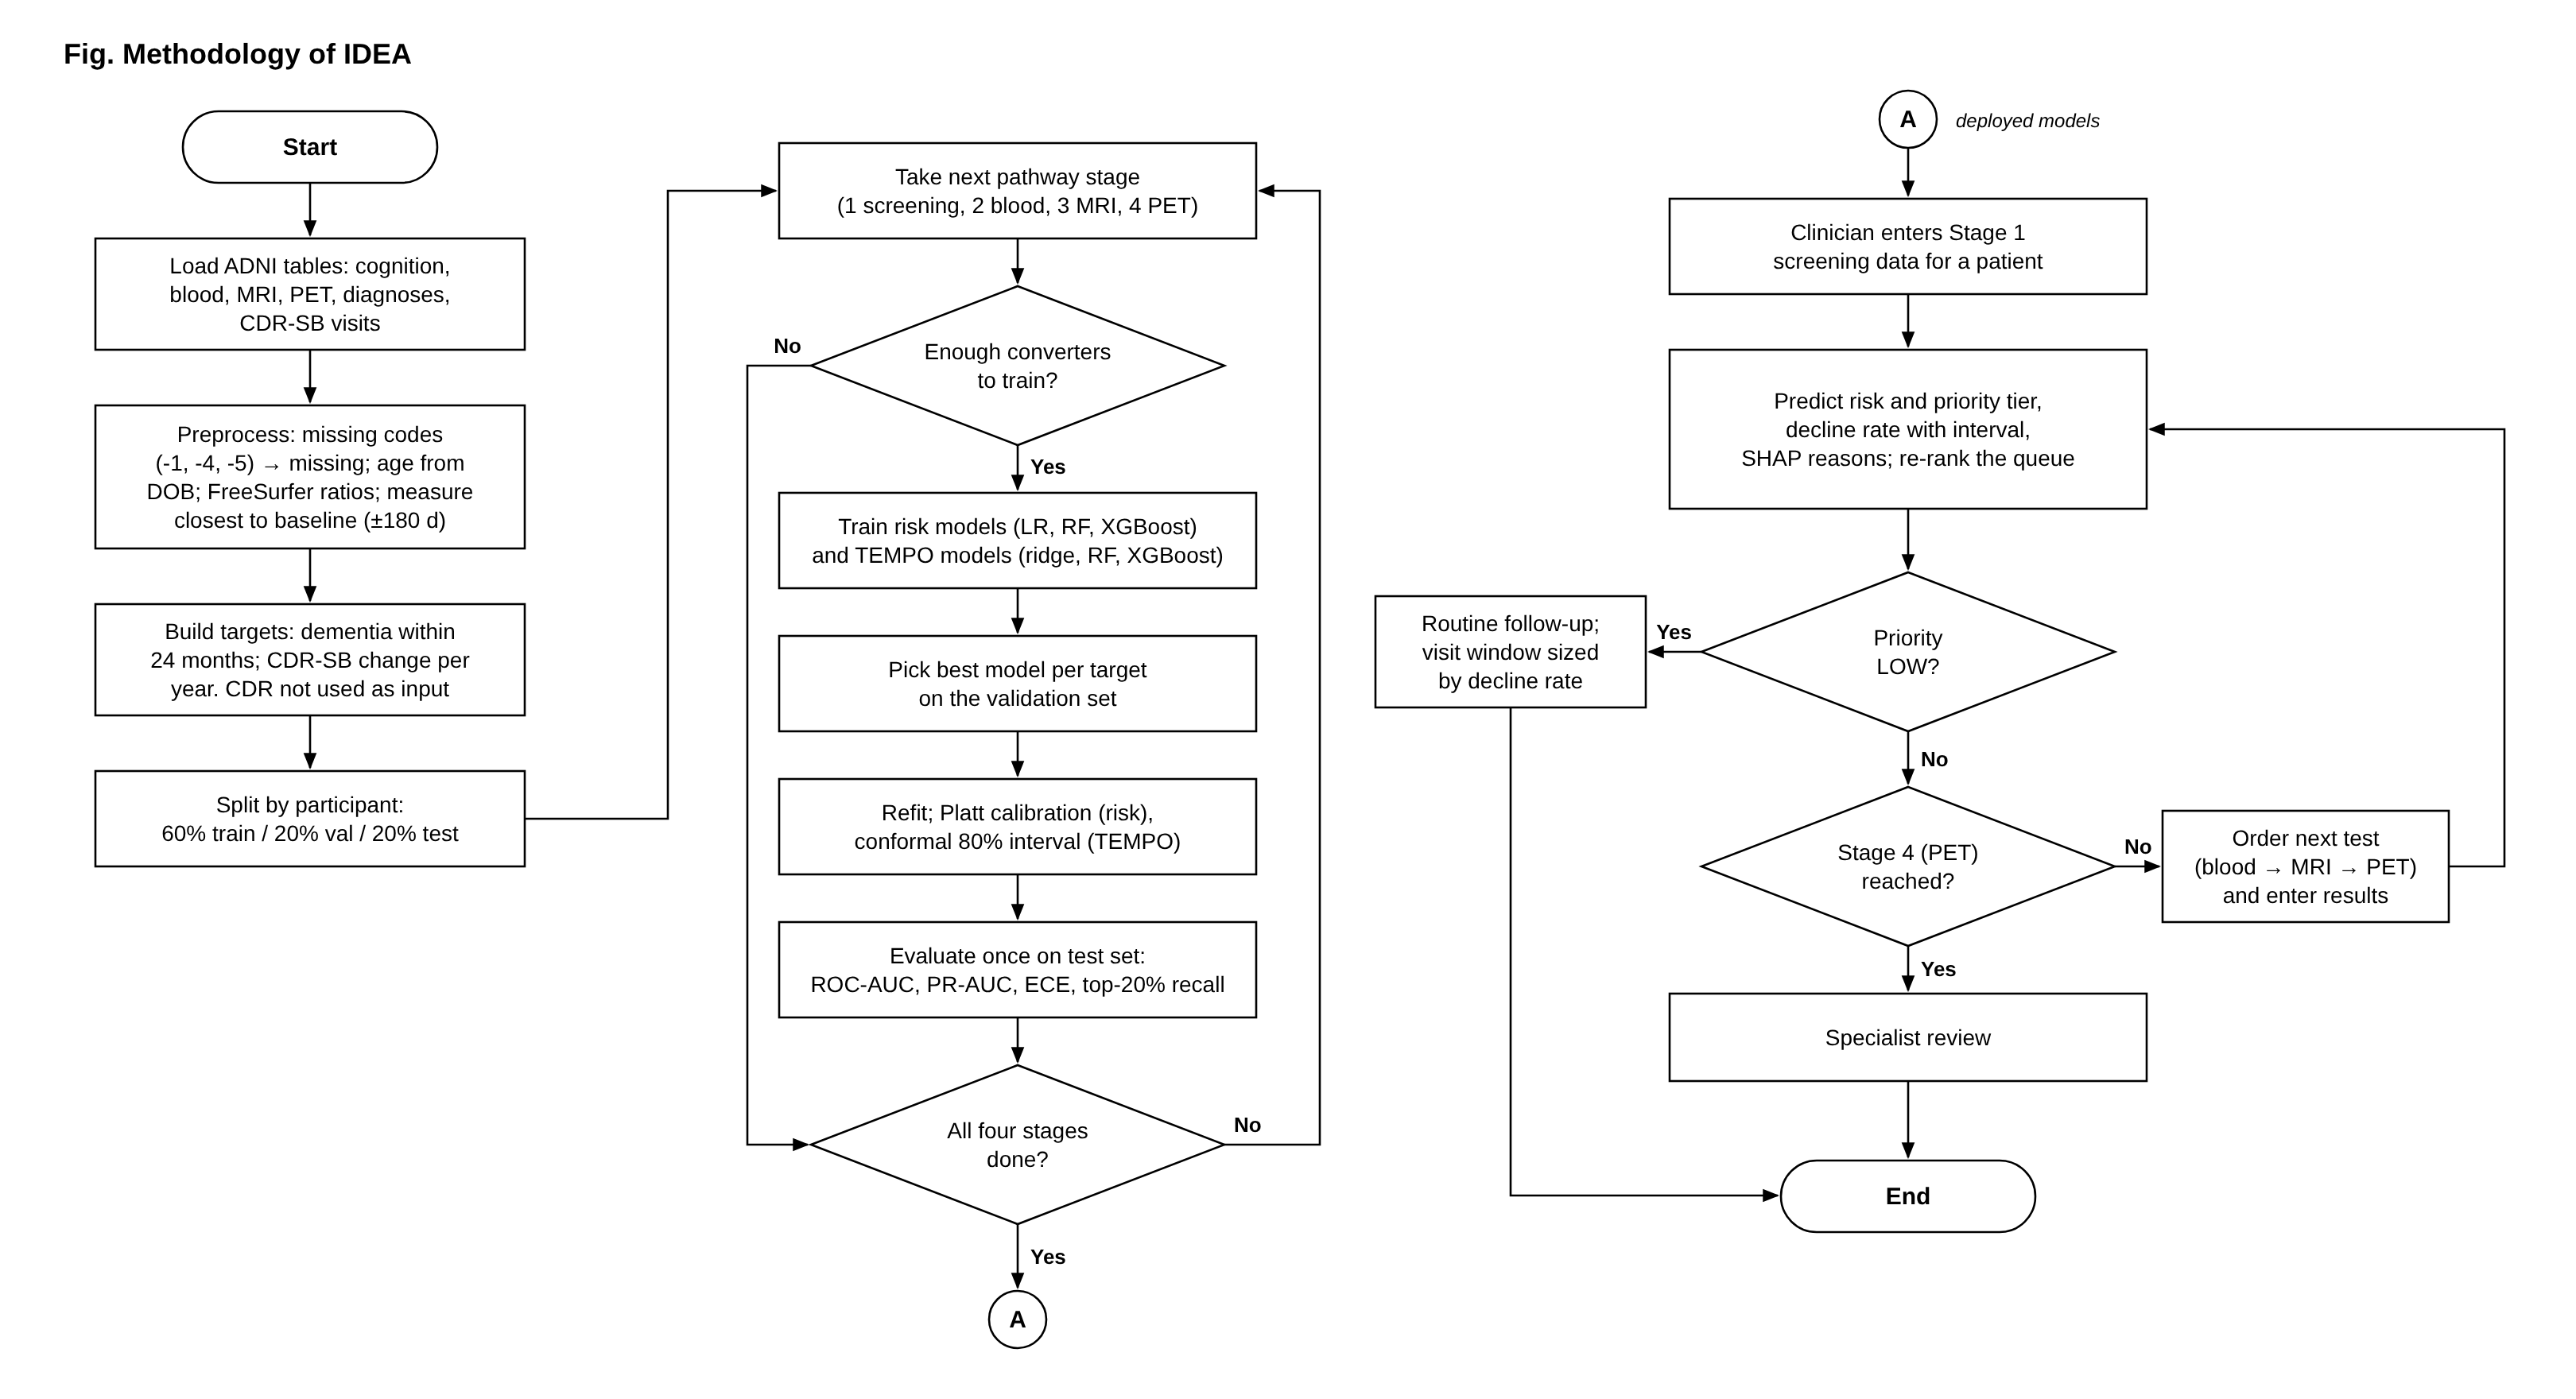 Fig. Methodology of IDEA
Start
Load ADNI tables: cognition,
blood, MRI, PET, diagnoses,
CDR-SB visits
Preprocess: missing codes
(-1, -4, -5) → missing; age from
DOB; FreeSurfer ratios; measure
closest to baseline (±180 d)
Build targets: dementia within
24 months; CDR-SB change per
year. CDR not used as input
Split by participant:
60% train / 20% val / 20% test
Take next pathway stage
(1 screening, 2 blood, 3 MRI, 4 PET)
Enough converters
to train?
No
Yes
Train risk models (LR, RF, XGBoost)
and TEMPO models (ridge, RF, XGBoost)
Pick best model per target
on the validation set
Refit; Platt calibration (risk),
conformal 80% interval (TEMPO)
Evaluate once on test set:
ROC-AUC, PR-AUC, ECE, top-20% recall
All four stages
done?
No
Yes
A
A
deployed models
Clinician enters Stage 1
screening data for a patient
Predict risk and priority tier,
decline rate with interval,
SHAP reasons; re-rank the queue
Priority
LOW?
Yes
Routine follow-up;
visit window sized
by decline rate
No
Stage 4 (PET)
reached?
No
Order next test
(blood → MRI → PET)
and enter results
Yes
Specialist review
End